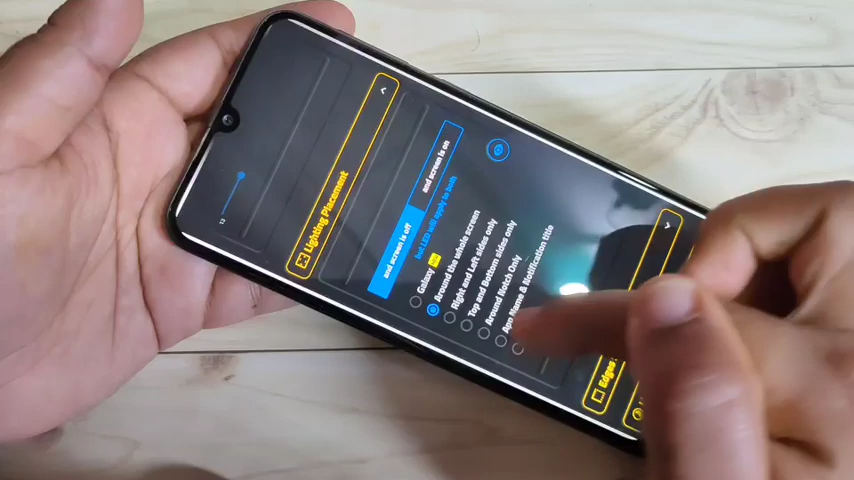 13
Lighting Placement
and screen is off
and screen is on
but LED will apply to both
Galaxy
Around the whole screen
Right and Left sides only
Top and Bottom sides only
Around Notch Only
App Name & Notification title
Edges